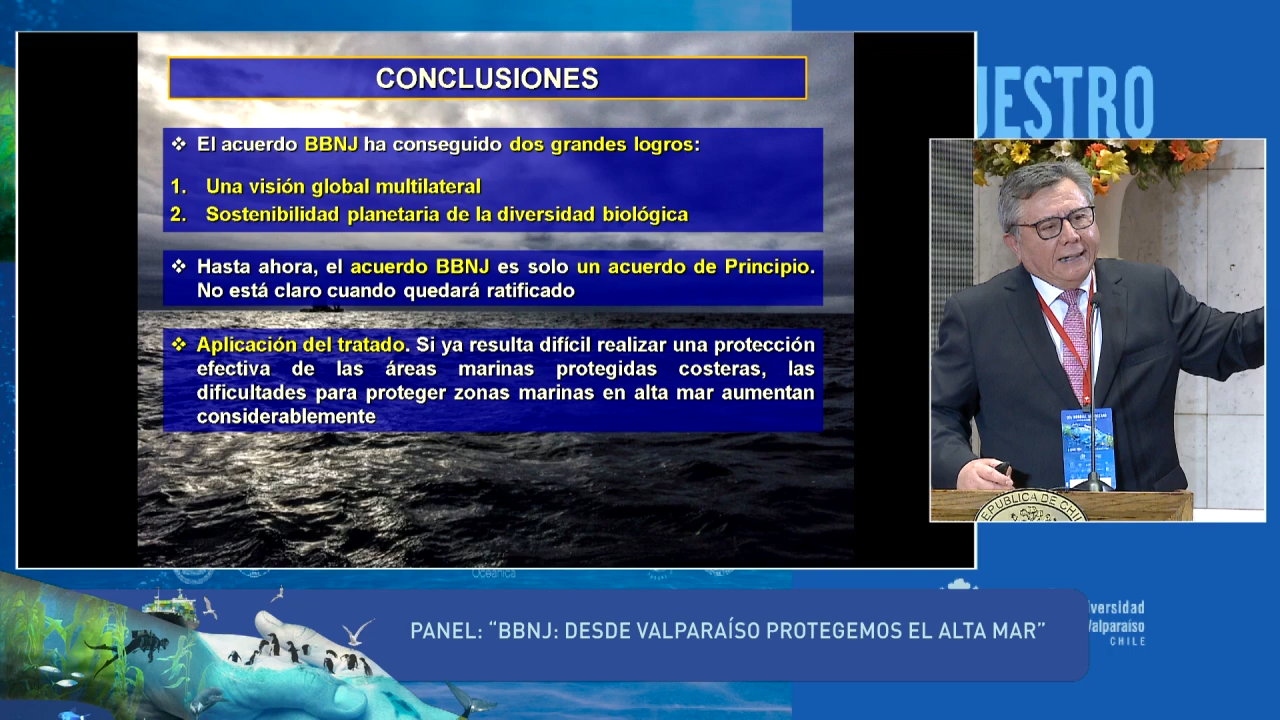 CONCLUSIONES
❖ El acuerdo BBNJ ha conseguido dos grandes logros:
1. Una visión global multilateral
2. Sostenibilidad planetaria de la diversidad biológica
❖ Hasta ahora, el acuerdo BBNJ es solo un acuerdo de Principio.
No está claro cuando quedará ratificado
❖ Aplicación del tratado. Si ya resulta difícil realizar una protección
efectiva de las áreas marinas protegidas costeras, las
dificultades para proteger zonas marinas en alta mar aumentan
considerablemente
UESTRO
EPUBLICA DE CHI
Oceánica
PANEL: “BBNJ: DESDE VALPARAÍSO PROTEGEMOS EL ALTA MAR”
iversidad
Valparaíso
CHILE